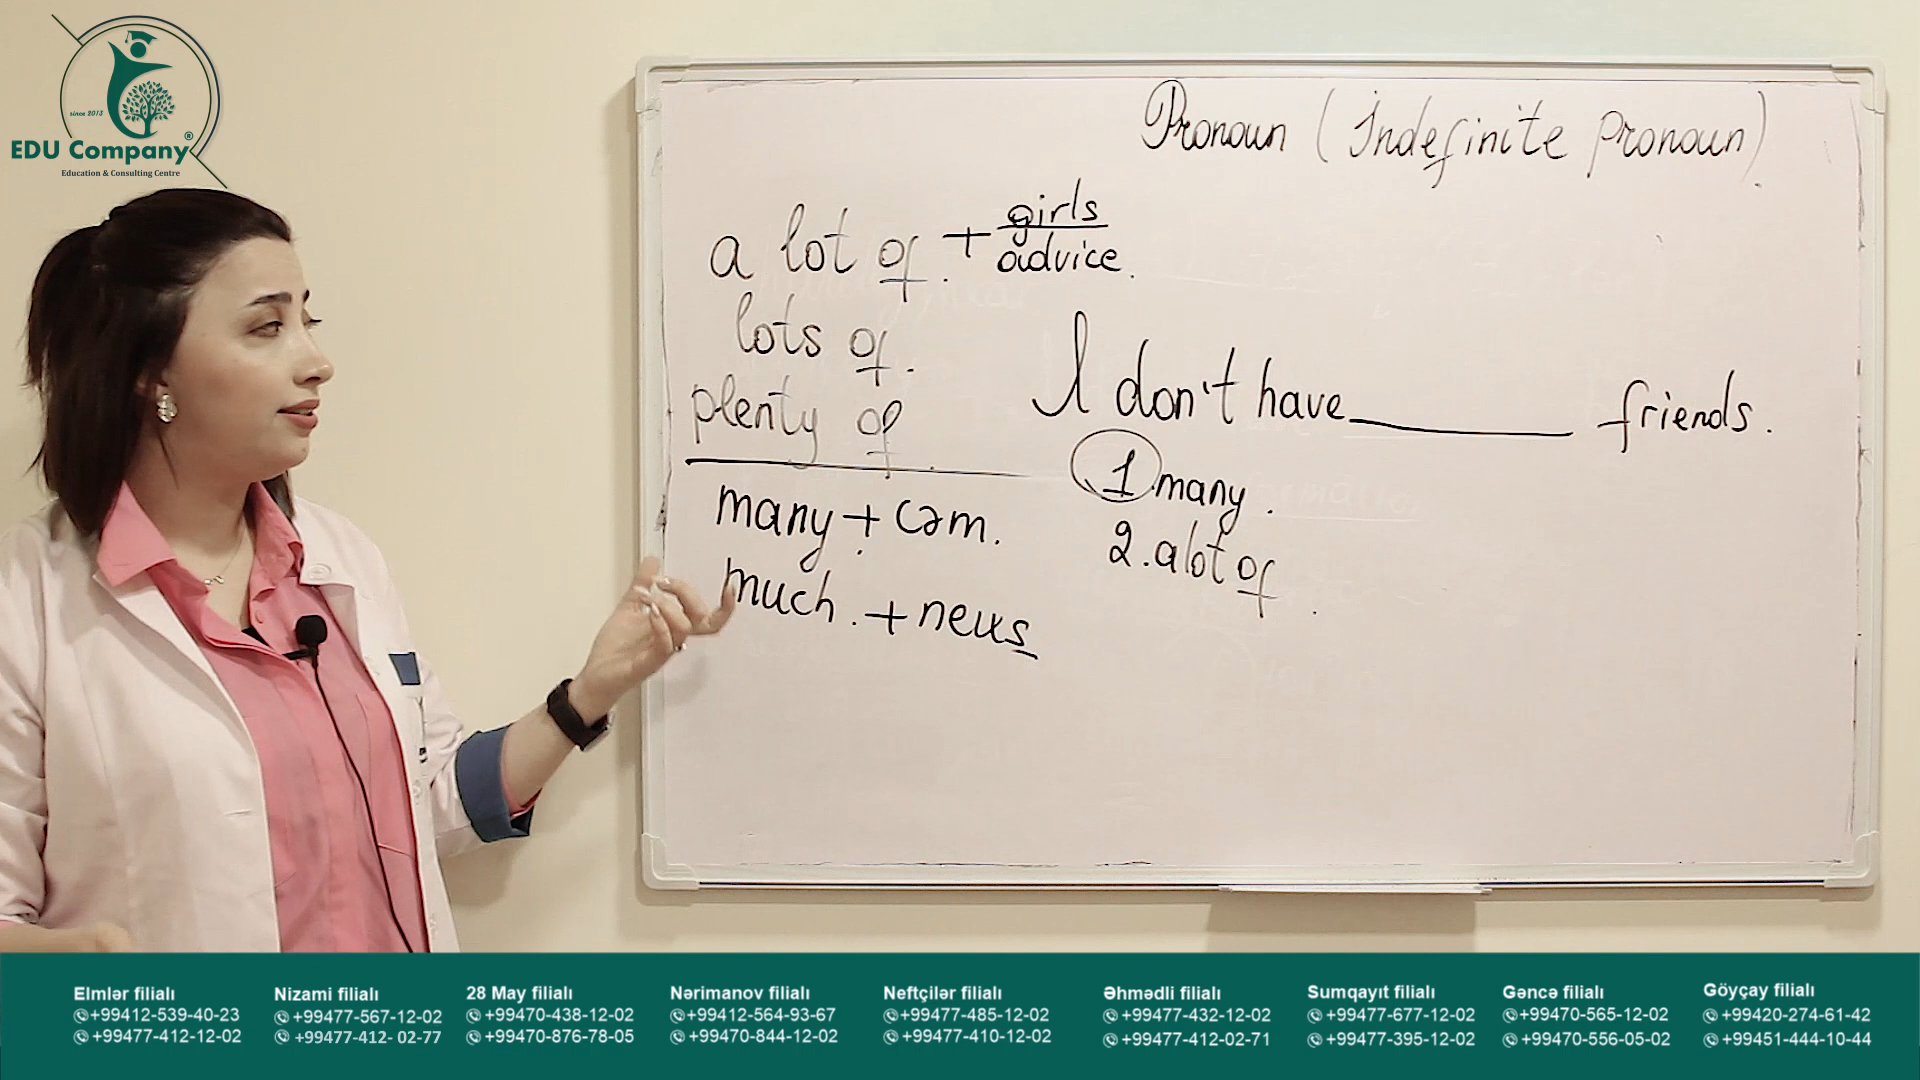 since 2013
EDU Company®
Education & Consulting Centre
Pronoun (Indefinite pronoun).
a lot of. + girls
advice.
lots of.
plenty of.
many + cəm.
much. + news
I don't have ______ friends.
1. many.
2. a lot of.
Elmlər filialı
+99412-539-40-23
+99477-412-12-02
Nizami filialı
+99477-567-12-02
+99477-412- 02-77
28 May filialı
+99470-438-12-02
+99470-876-78-05
Nərimanov filialı
+99412-564-93-67
+99470-844-12-02
Neftçilər filialı
+99477-485-12-02
+99477-410-12-02
Əhmədli filialı
+99477-432-12-02
+99477-412-02-71
Sumqayıt filialı
+99477-677-12-02
+99477-395-12-02
Gəncə filialı
+99470-565-12-02
+99470-556-05-02
Göyçay filialı
+99420-274-61-42
+99451-444-10-44